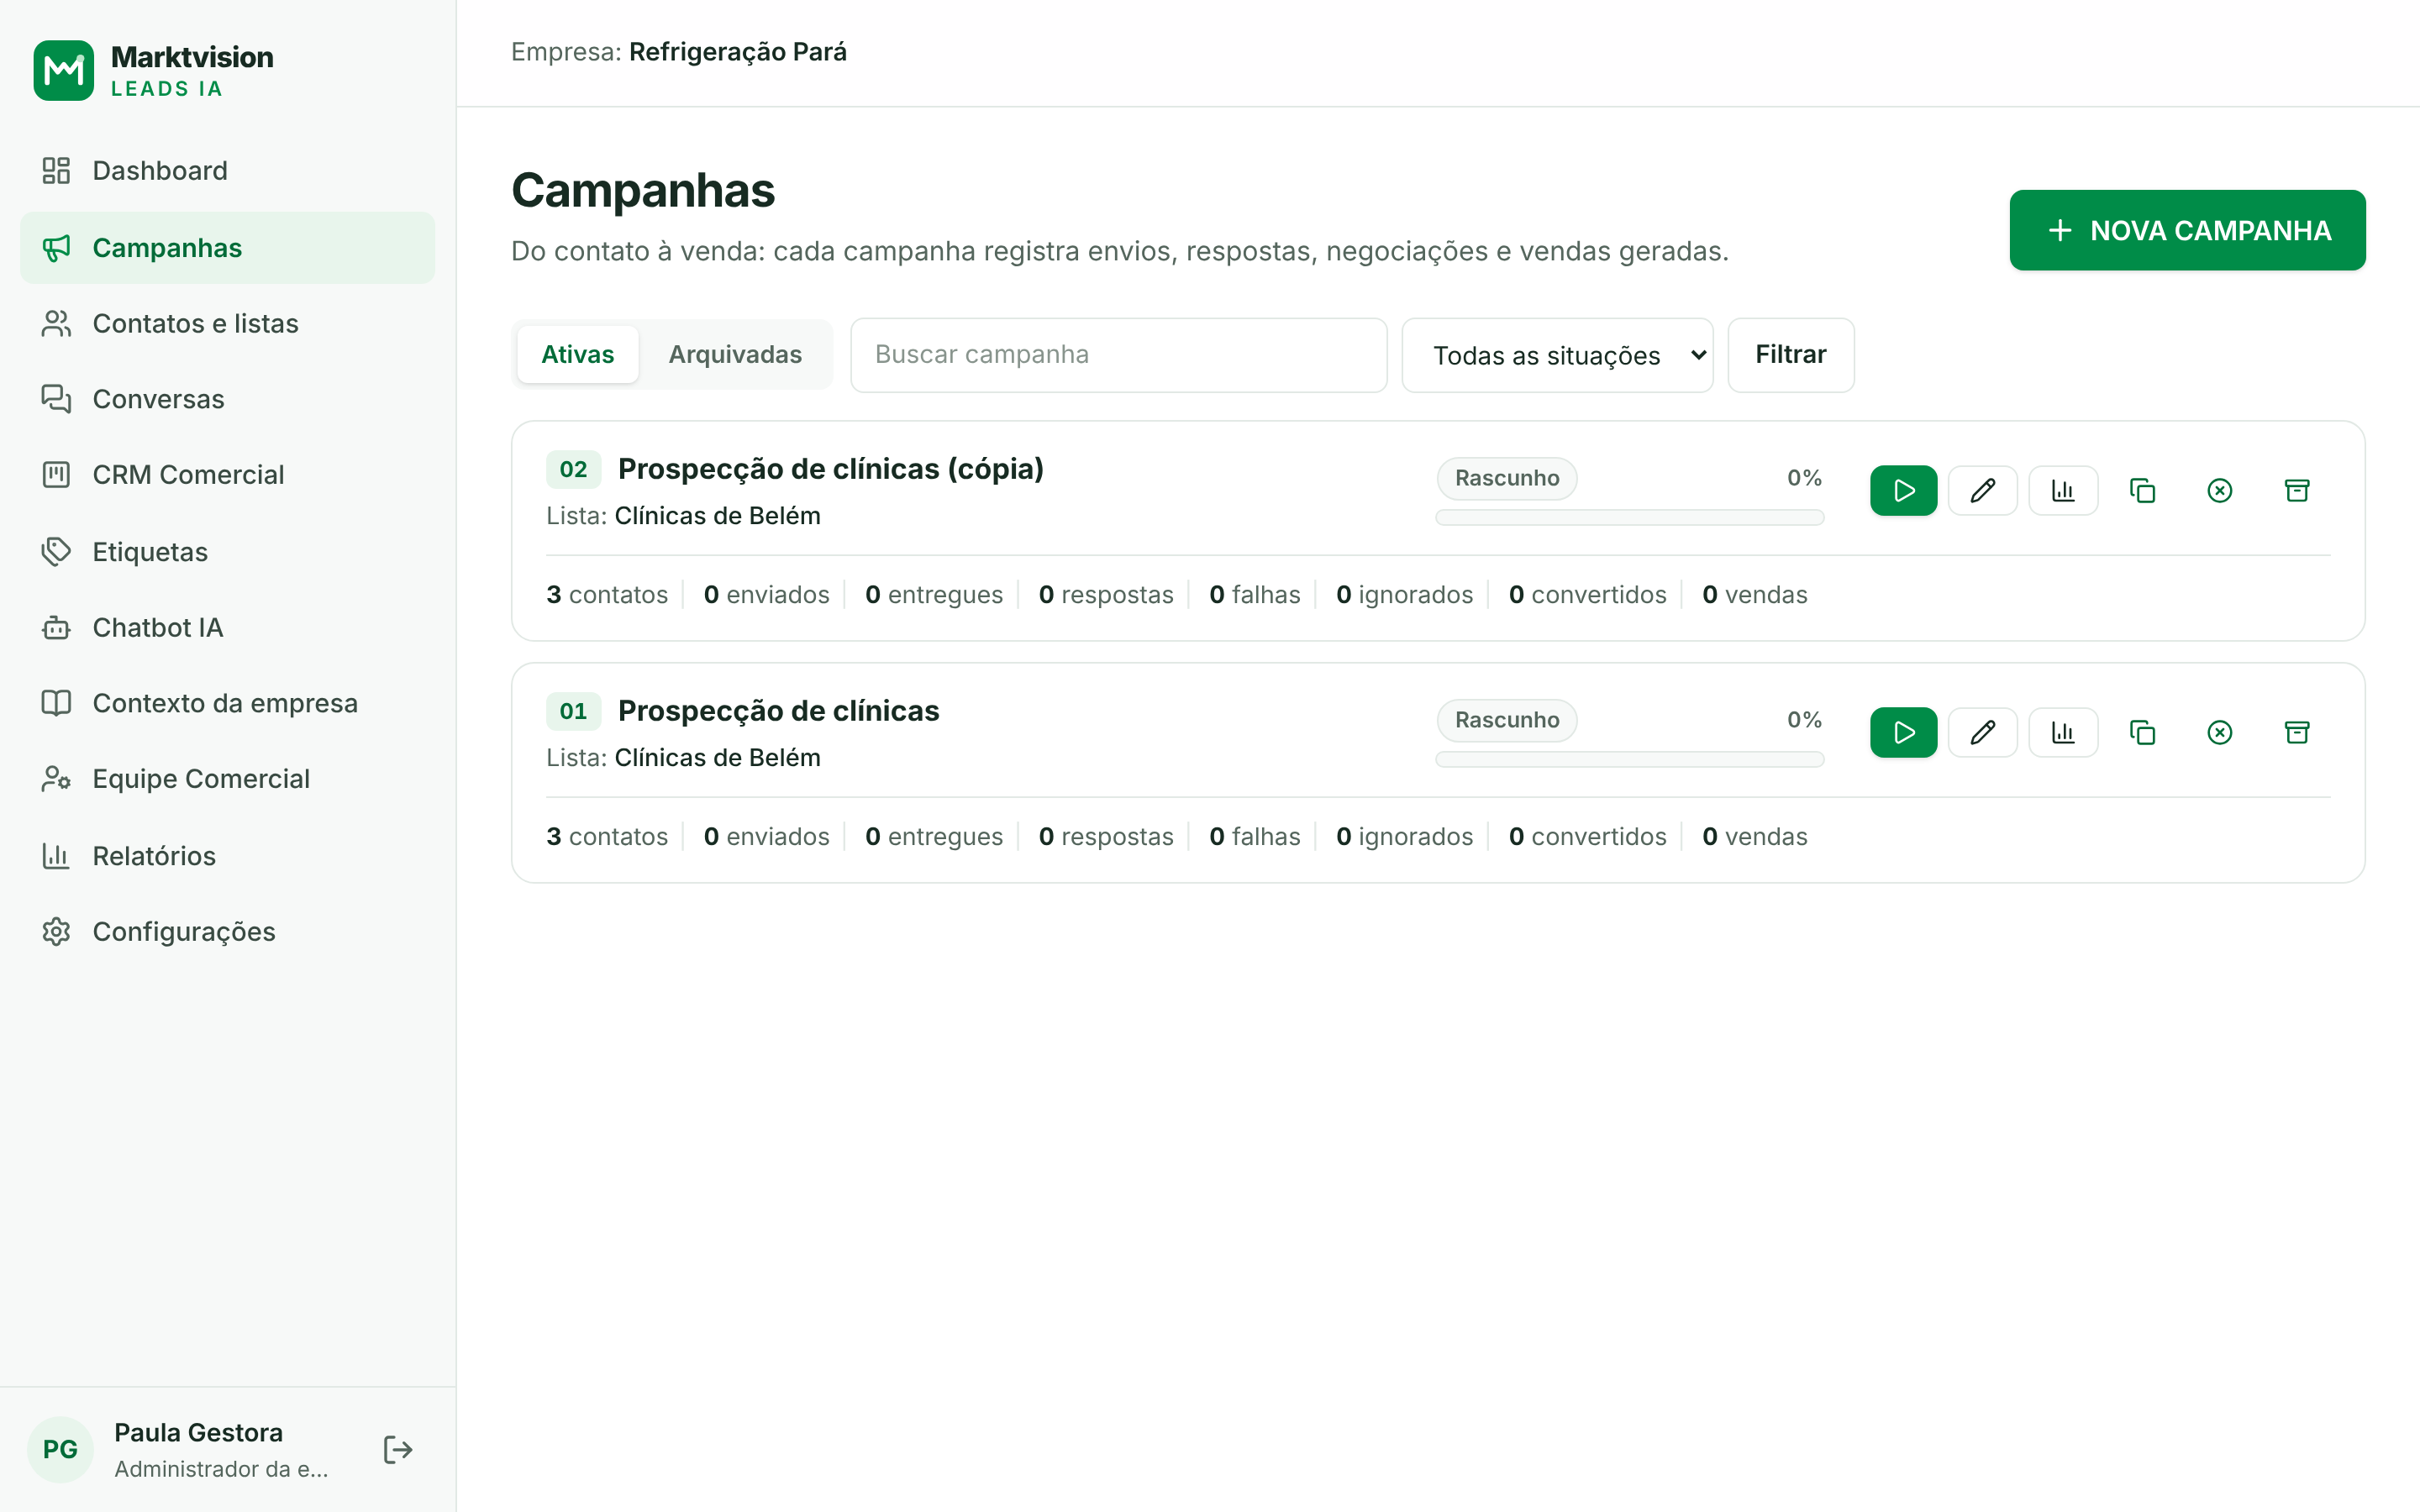 Marktvision
LEADS IA
Dashboard
Campanhas
Contatos e listas
Conversas
CRM Comercial
Etiquetas
Chatbot IA
Contexto da empresa
Equipe Comercial
Relatórios
Configurações
PG
Paula Gestora
Administrador da e...
Empresa: Refrigeração Pará
Campanhas
Do contato à venda: cada campanha registra envios, respostas, negociações e vendas geradas.
NOVA CAMPANHA
Ativas Arquivadas Buscar campanha Todas as situações Filtrar
02 Prospecção de clínicas (cópia) Rascunho 0%
Lista: Clínicas de Belém
3 contatos 0 enviados 0 entregues 0 respostas 0 falhas 0 ignorados 0 convertidos 0 vendas
01 Prospecção de clínicas Rascunho 0%
Lista: Clínicas de Belém
3 contatos 0 enviados 0 entregues 0 respostas 0 falhas 0 ignorados 0 convertidos 0 vendas